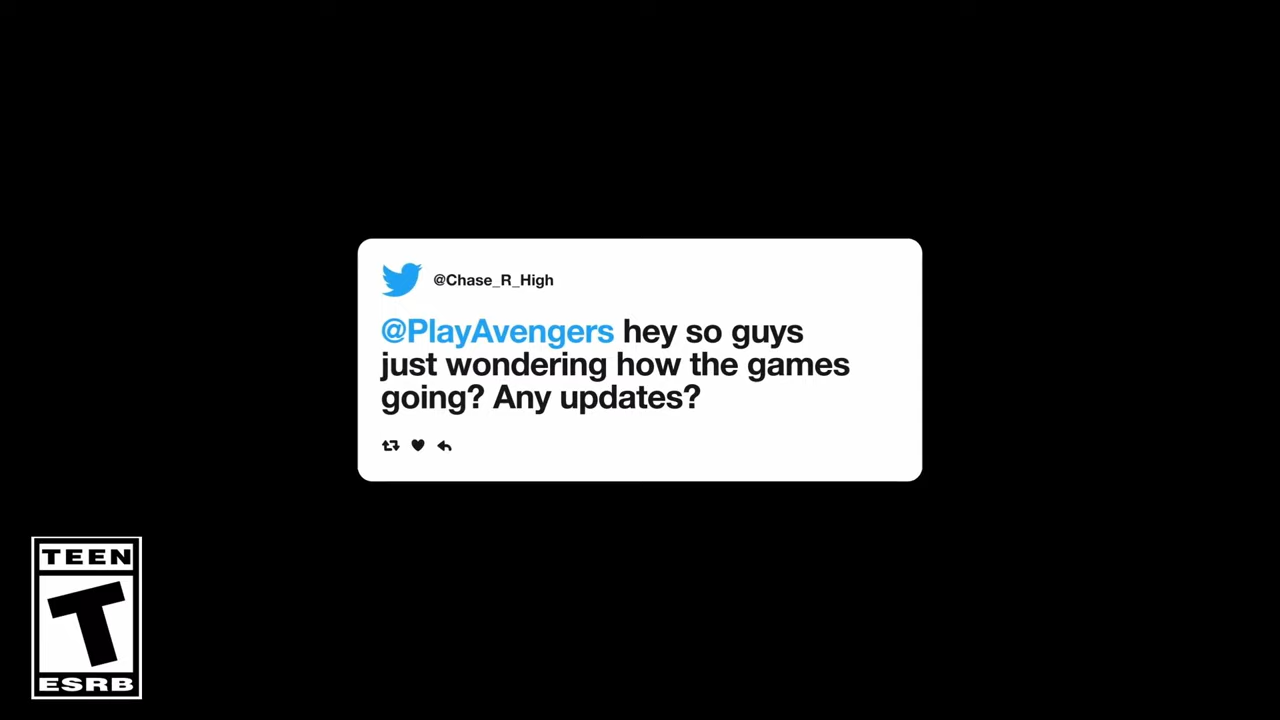 @Chase_R_High
@PlayAvengers hey so guys
just wondering how the games
going? Any updates?
TEEN
T
ESRB